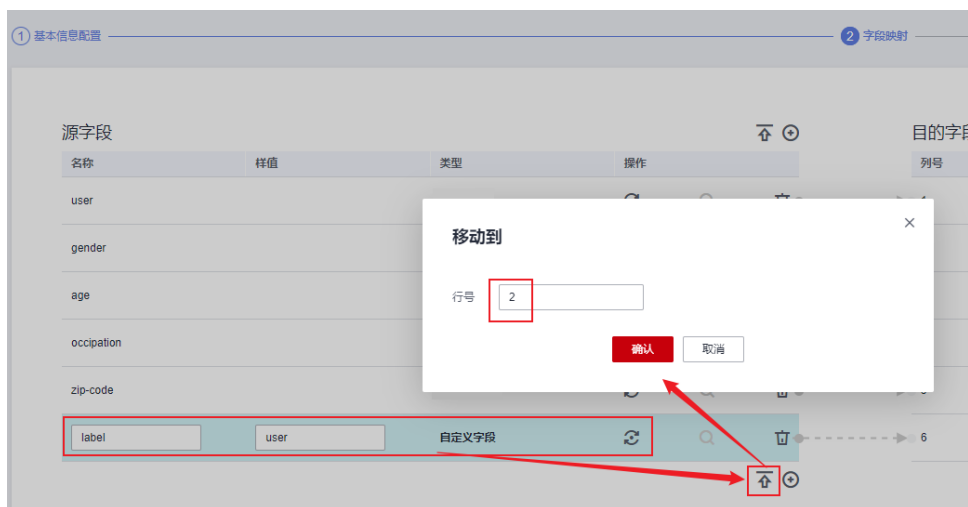 1 基本信息配置
2 字段映射
源字段
目的字段
名称 样值 类型 操作 列号
user
gender
移动到
age
行号 2
occipation
确认 取消
zip-code
label user 自定义字段 6